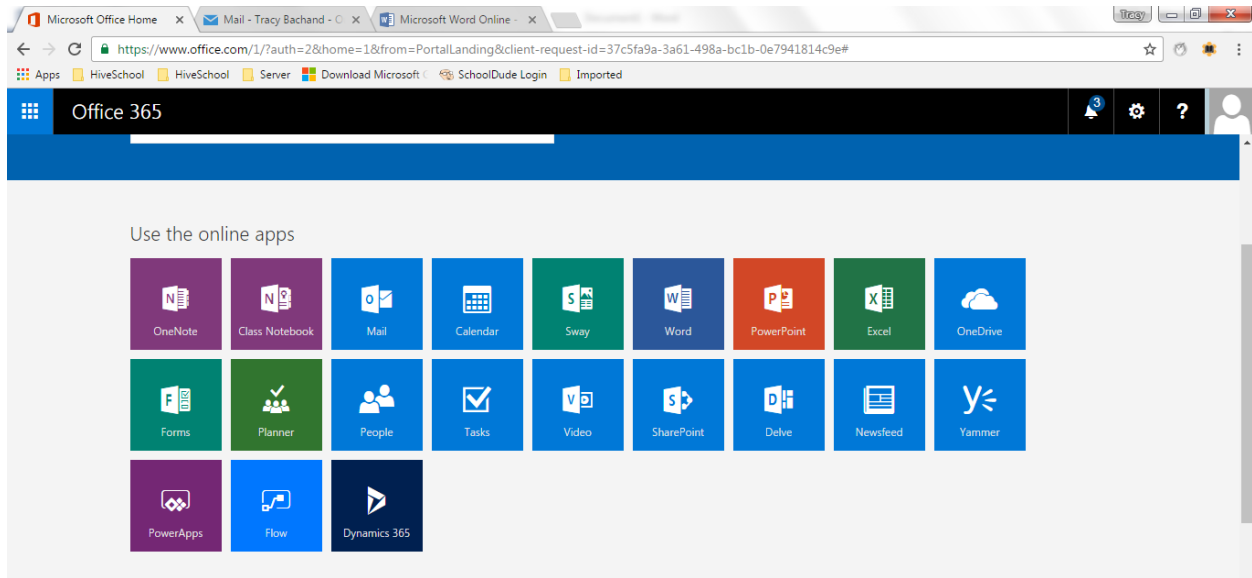 Microsoft Office Home Mail - Tracy Bachand - O Microsoft Word Online - Tracy
https://www.office.com/1/?auth=2&home=1&from=PortalLanding&client-request-id=37c5fa9a-3a61-498a-bc1b-0e7941814c9e#
Apps HiveSchool HiveSchool Server Download Microsoft SchoolDude Login Imported
Office 365 3 ?
Use the online apps
OneNote Class Notebook Mail Calendar Sway Word PowerPoint Excel OneDrive
Forms Planner People Tasks Video SharePoint Delve Newsfeed Yammer
PowerApps Flow Dynamics 365